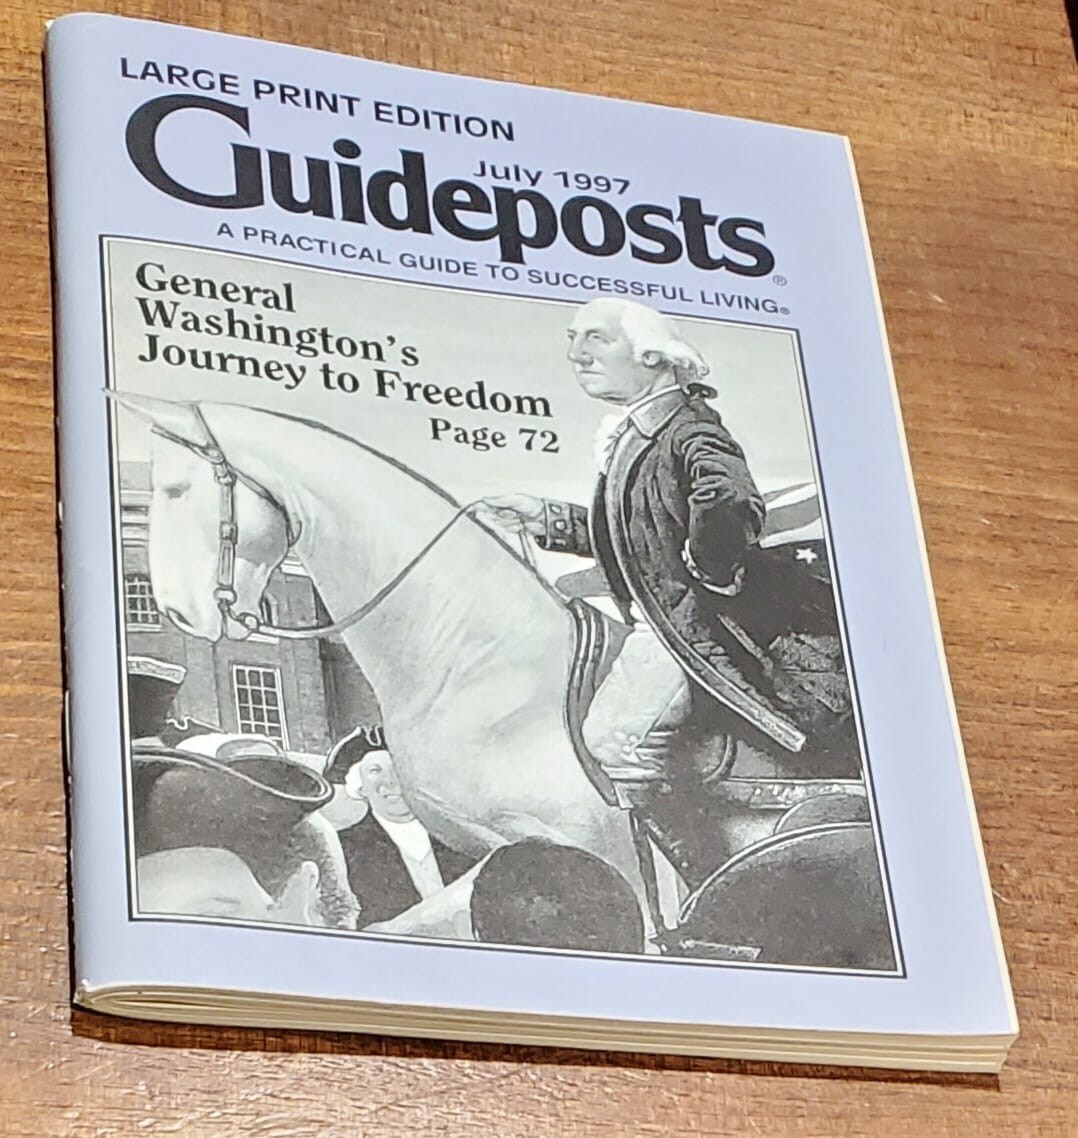 LARGE PRINT EDITION
July 1997
Guideposts®
A PRACTICAL GUIDE TO SUCCESSFUL LIVING®
General
Washington's
Journey to Freedom
Page 72